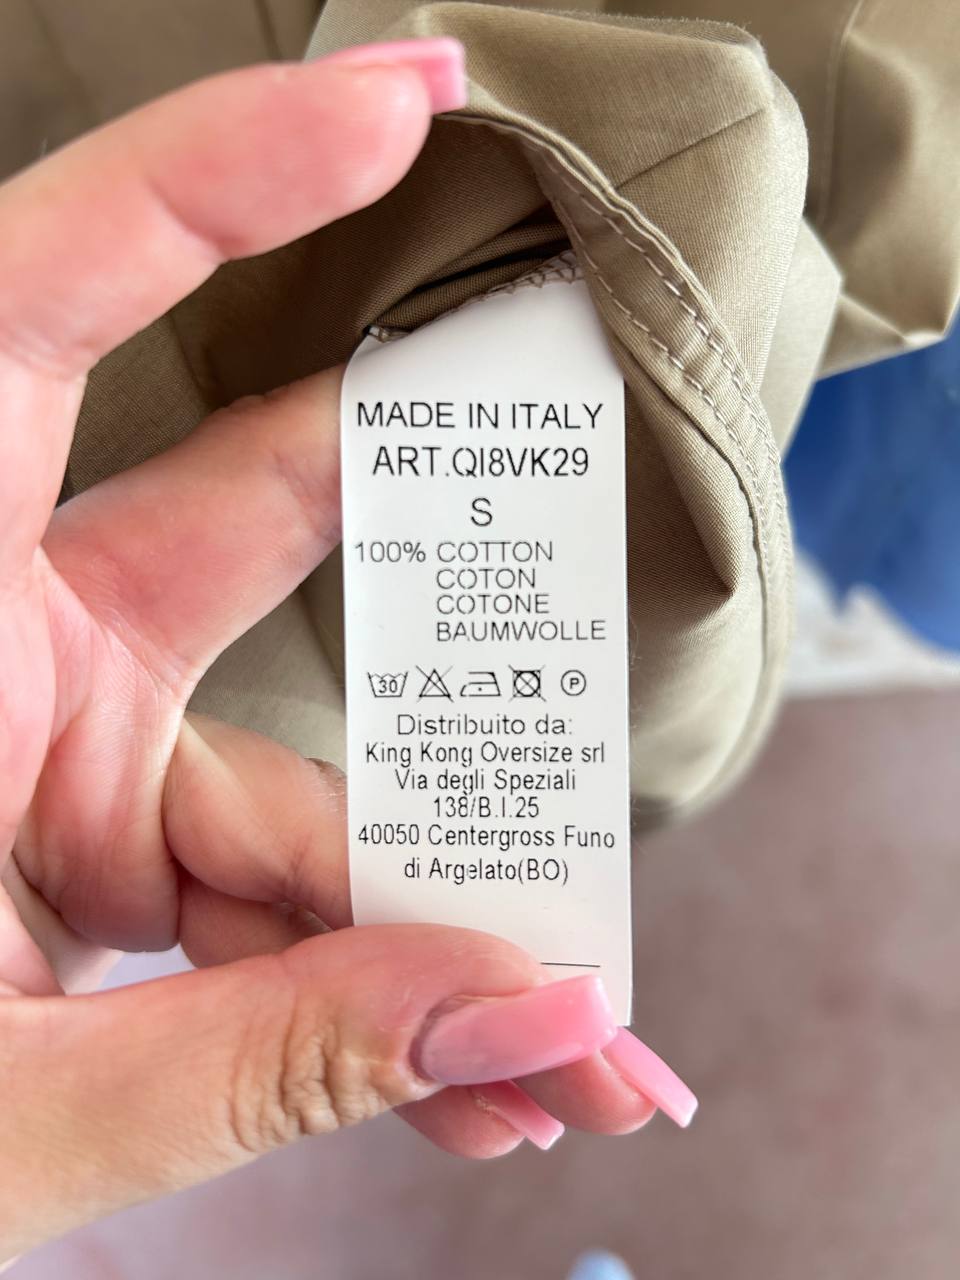 MADE IN ITALY
ART.QI8VK29
S
100% COTTON
COTON
COTONE
BAUMWOLLE
30 P
Distribuito da:
King Kong Oversize srl
Via degli Speziali
138/B.I.25
40050 Centergross Funo
di Argelato(BO)